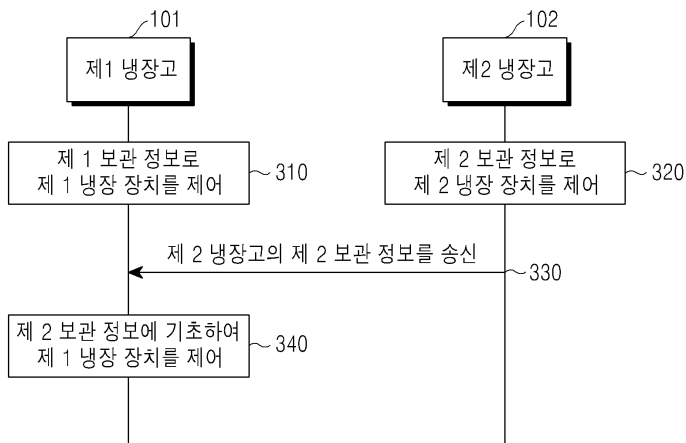 101
102
제1 냉장고
제2 냉장고
제 1 보관 정보로
제 1 냉장 장치를 제어
310
제 2 보관 정보로
제 2 냉장 장치를 제어
320
제 2 냉장고의 제 2 보관 정보를 송신
330
제 2 보관 정보에 기초하여
제 1 냉장 장치를 제어
340